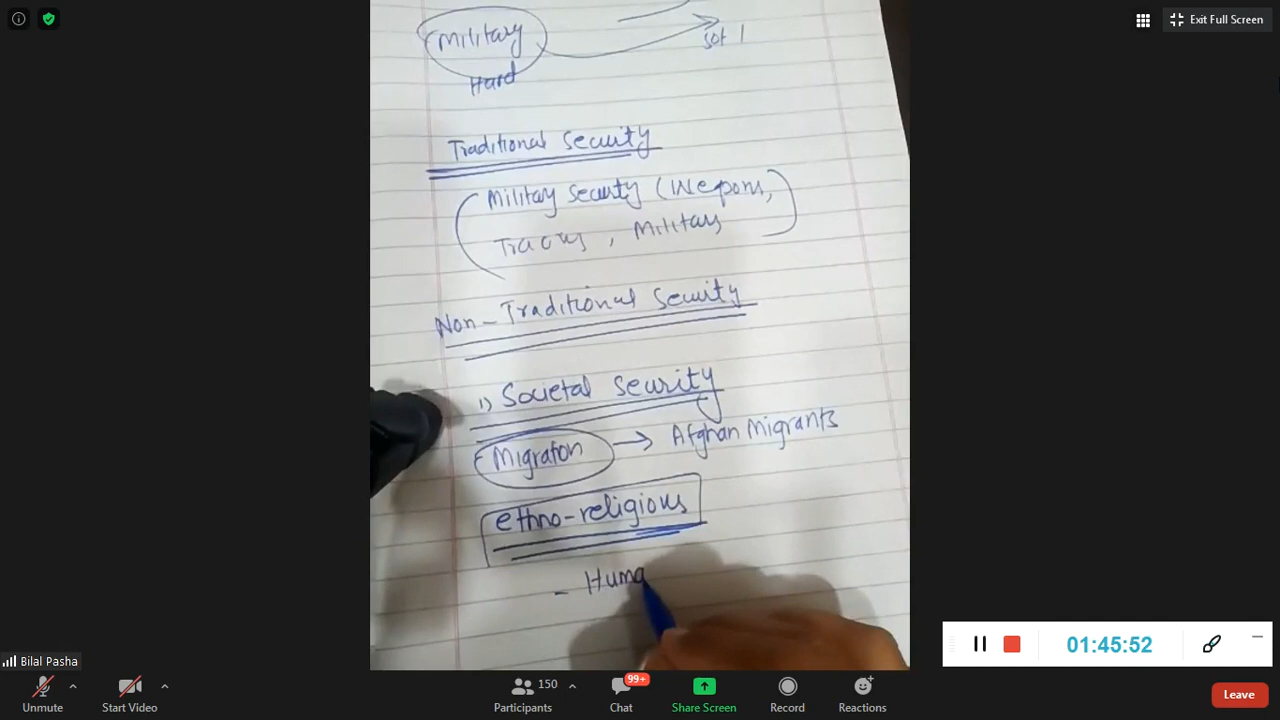 Exit Full Screen
Military
Set 1
Hard
Traditional Security
Military Security (Weapons,
Military
Non-Traditional Security
1) Societal Security
Migration → Afghan Migrants
ethno-religious
- Huma
01:45:52
Bilal Pasha
150
99+
Unmute
Start Video
Participants
Chat
Share Screen
Record
Reactions
Leave